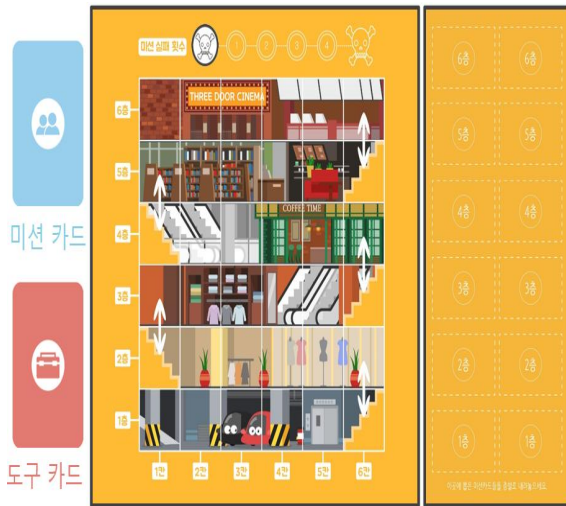 미션 실패 횟수
1 2 3 4
6층
THREE DOOR CINEMA
5층
4층
COFFEE TIME
3층
2층
1층
1칸 2칸 3칸 4칸 5칸 6칸
미션 카드
도구 카드
6층 6층
5층 5층
4층 4층
3층 3층
2층 2층
1층 1층